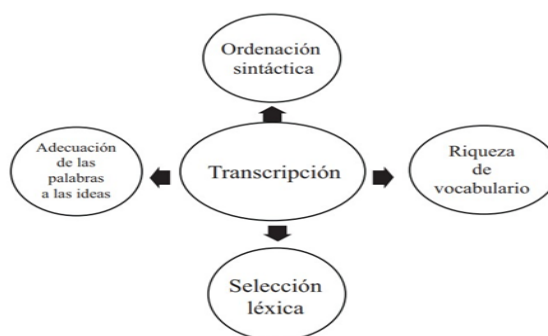 Ordenación
sintáctica
Adecuación
de las
palabras
a las ideas
Transcripción
Riqueza
de
vocabulario
Selección
léxica